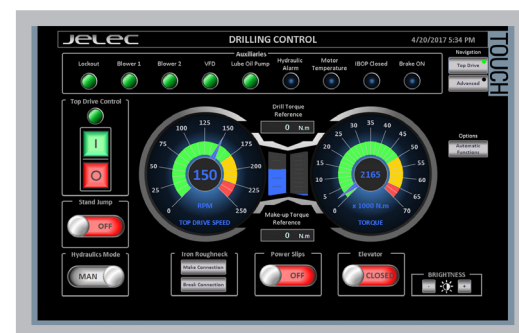 JELEC
DRILLING CONTROL
4/20/2017 5:34 PM
TOUCH
Auxiliaries
Lockout
Blower 1
Blower 2
VFD
Lube Oil Pump
Hydraulic
Alarm
Motor
Temperature
IBOP Closed
Brake ON
Navigation
Top Drive
Advanced
Top Drive Control
I
O
0
25
50
75
100
125
150
175
200
225
250
150
RPM
TOP DRIVE SPEED
Drill Torque
Reference
0 N.m
Make-up Torque
Reference
0 N.m
0
5
10
15
20
25
30
35
40
45
50
55
60
65
70
2165
x 1000 N.m
TORQUE
Options
Automatic
Functions
Stand Jump
OFF
Hydraulics Mode
MAN
Iron Roughneck
Make Connection
Break Connection
Power Slips
OFF
Elevator
CLOSED
BRIGHTNESS
- +